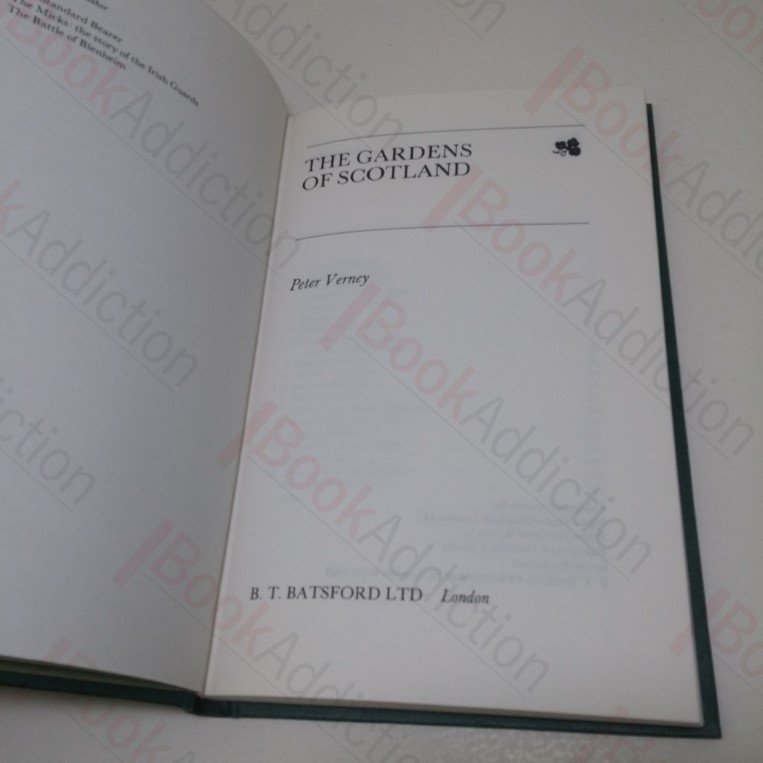 Standard Bearer
The Micks: the story of the Irish Guards
The Battle of Blenheim
THE GARDENS
OF SCOTLAND
Peter Verney
B. T. BATSFORD LTD London
BookAddiction